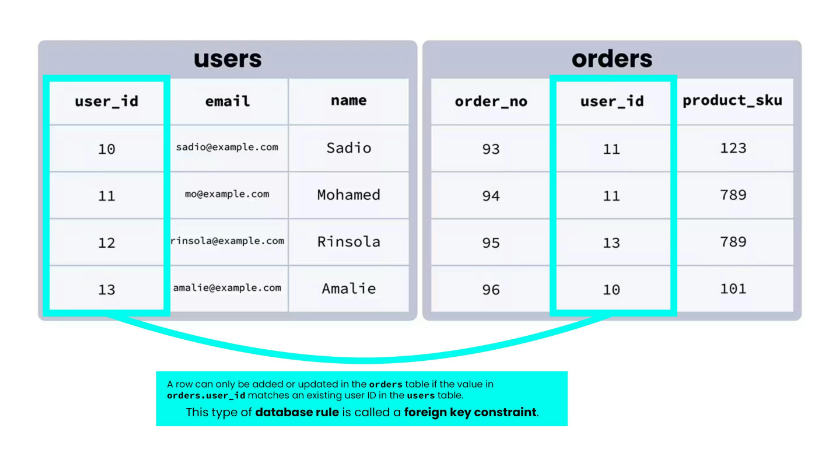 users
user_id email name
10 sadio@example.com Sadio
11 mo@example.com Mohamed
12 rinsola@example.com Rinsola
13 amalie@example.com Amalie
orders
order_no user_id product_sku
93 11 123
94 11 789
95 13 789
96 10 101
A row can only be added or updated in the orders table if the value in
orders.user_id matches an existing user ID in the users table.
This type of database rule is called a foreign key constraint.